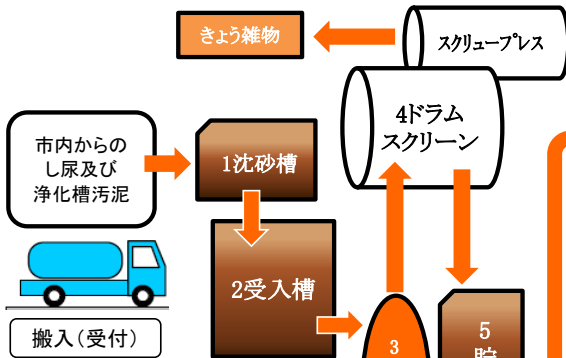 きょう雑物
スクリュープレス
4ドラム
スクリーン
市内からの
し尿及び
浄化槽汚泥
1沈砂槽
2受入槽
3
5
貯
搬入(受付)